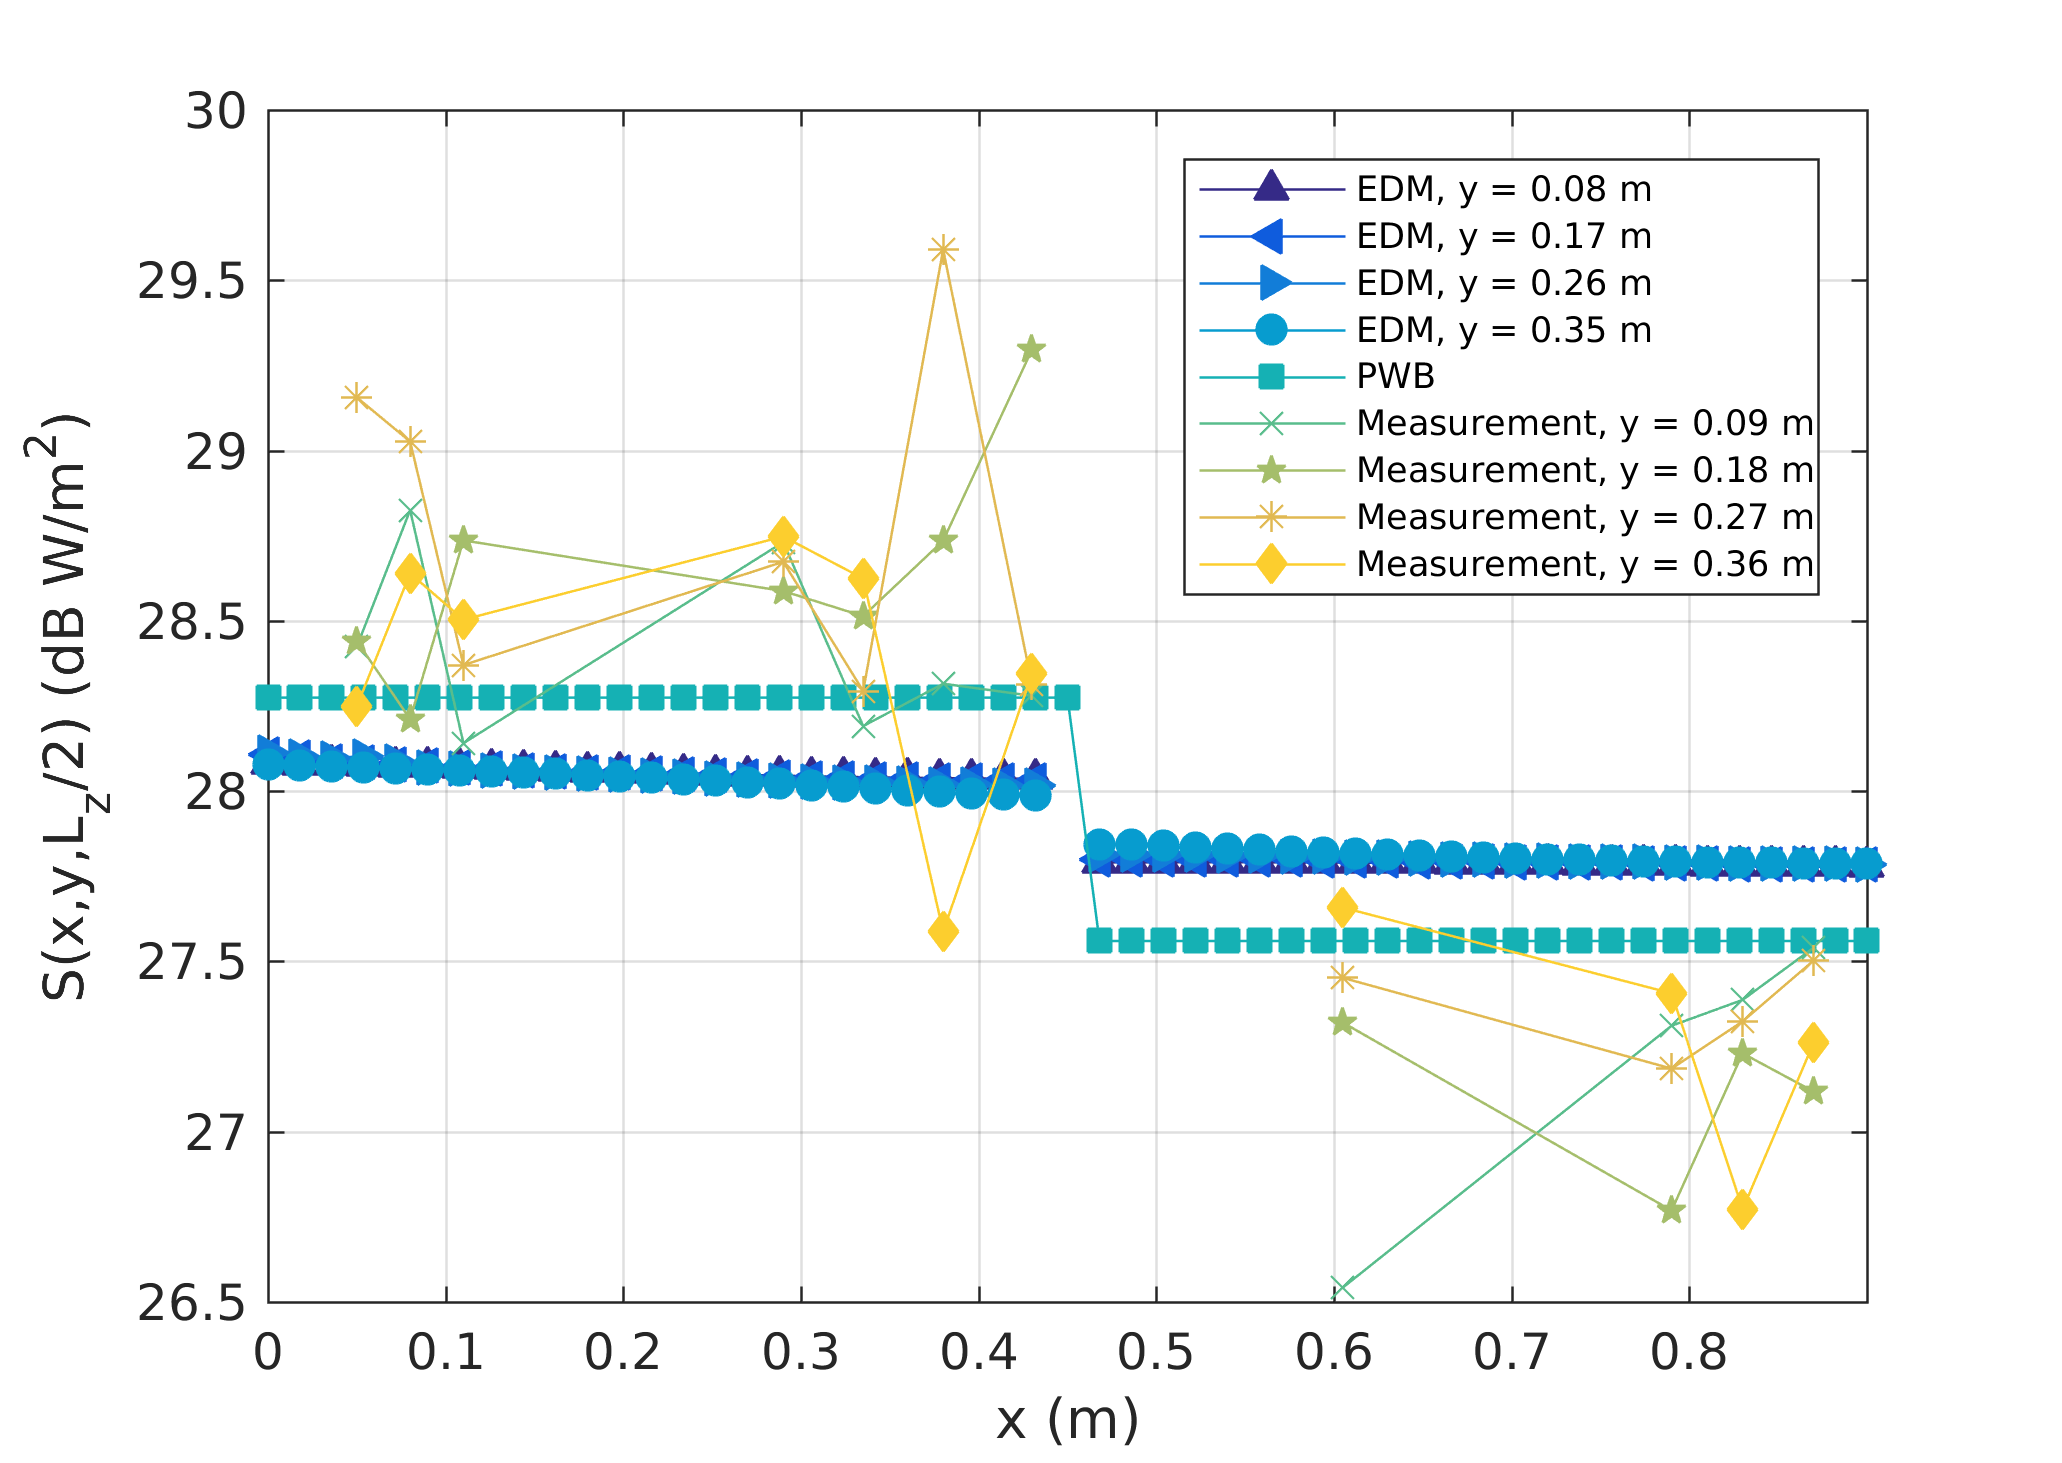 30
29.5
29
28.5
28
27.5
27
26.5
S(x,y,L_z/2) (dB W/m^2)
EDM, y = 0.08 m
EDM, y = 0.17 m
EDM, y = 0.26 m
EDM, y = 0.35 m
PWB
Measurement, y = 0.09 m
Measurement, y = 0.18 m
Measurement, y = 0.27 m
Measurement, y = 0.36 m
0 0.1 0.2 0.3 0.4 0.5 0.6 0.7 0.8
x (m)